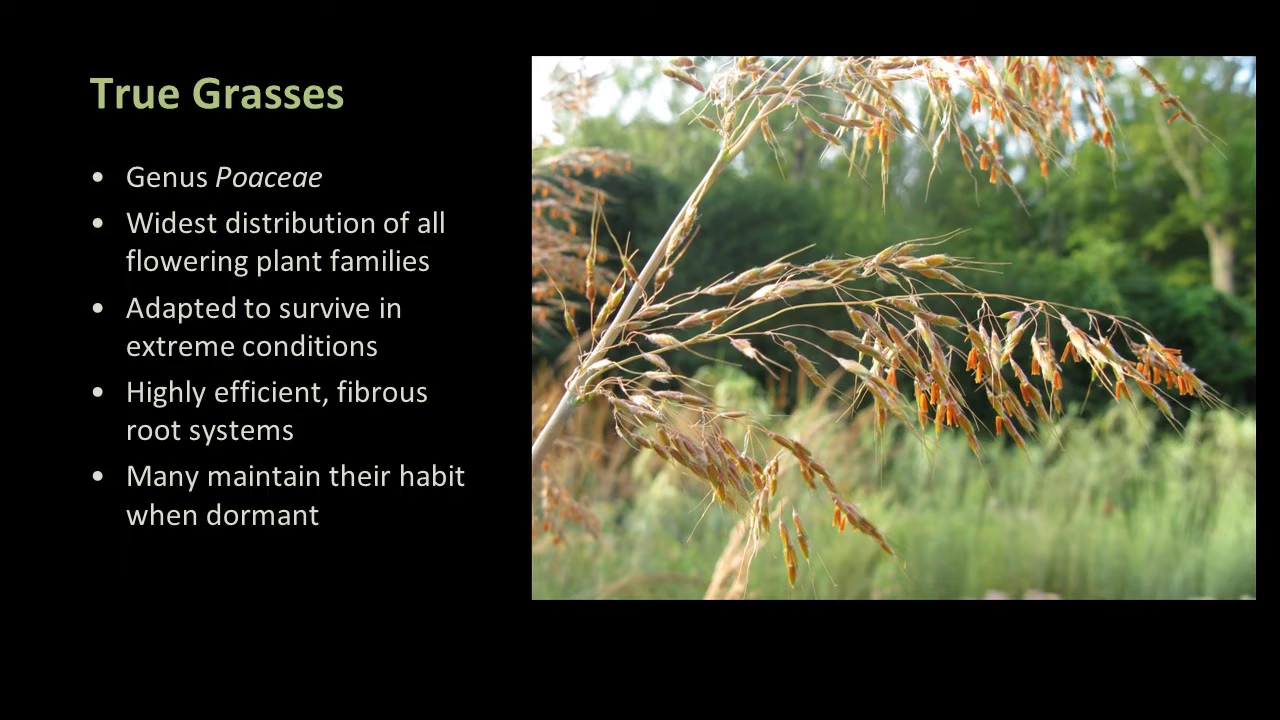 True Grasses
• Genus Poaceae
• Widest distribution of all
flowering plant families
• Adapted to survive in
extreme conditions
• Highly efficient, fibrous
root systems
• Many maintain their habit
when dormant